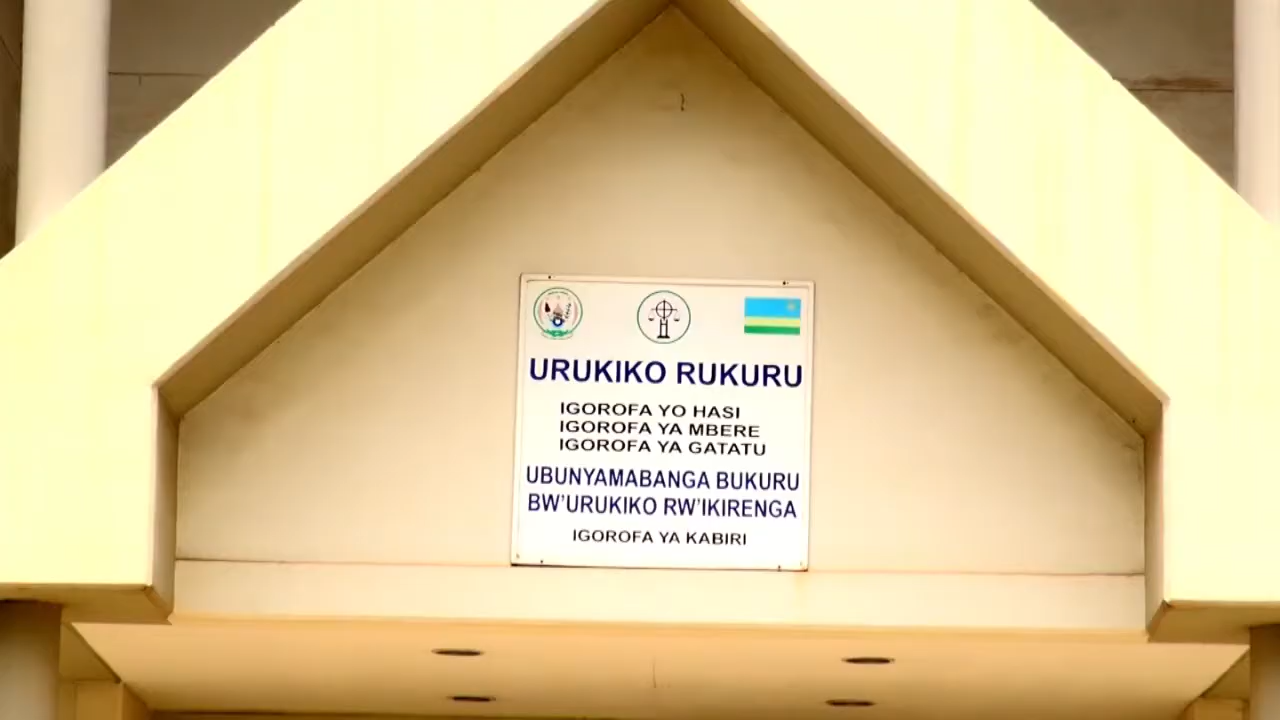 URUKIKO RUKURU
IGOROFA YO HASI
IGOROFA YA MBERE
IGOROFA YA GATATU
UBUNYAMABANGA BUKURU
BW'URUKIKO RW'IKIRENGA
IGOROFA YA KABIRI